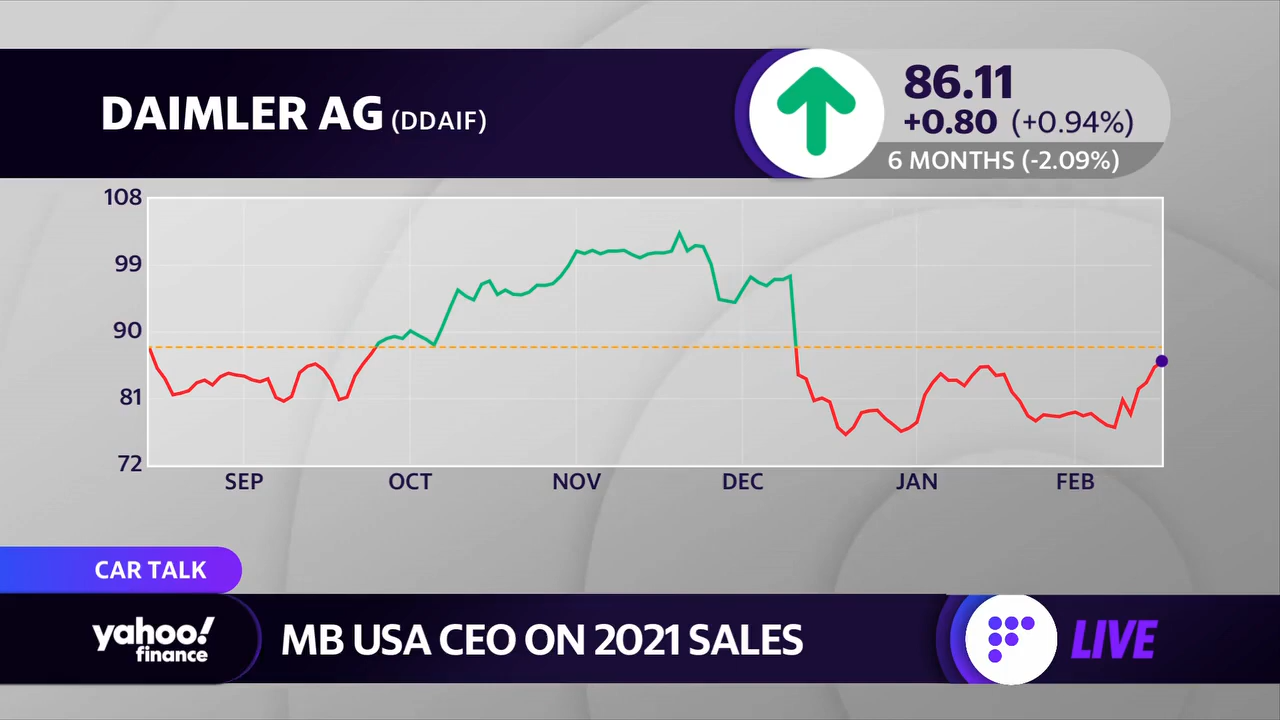 DAIMLER AG (DDAIF)
86.11
+0.80 (+0.94%)
6 MONTHS (-2.09%)
108
99
90
81
72
SEP OCT NOV DEC JAN FEB
CAR TALK
yahoo!
finance
MB USA CEO ON 2021 SALES
LIVE